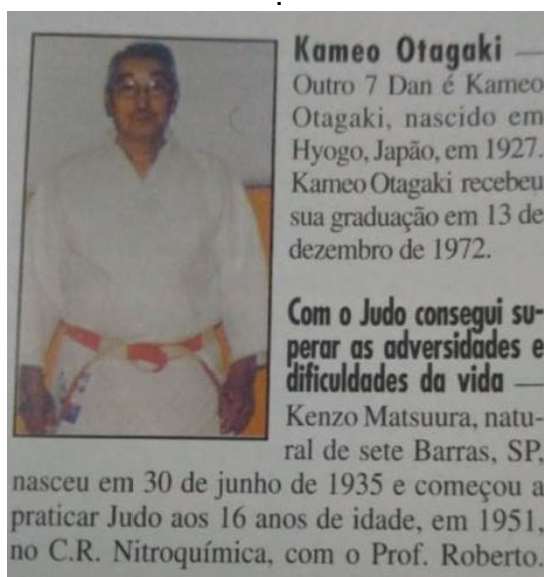 Kameo Otagaki —
Outro 7 Dan é Kameo
Otagaki, nascido em
Hyogo, Japão, em 1927.
Kameo Otagaki recebeu
sua graduação em 13 de
dezembro de 1972.
Com o Judo consegui su-
perar as adversidades e
dificuldades da vida —
Kenzo Matsuura, natu-
ral de sete Barras, SP,
nasceu em 30 de junho de 1935 e começou a
praticar Judo aos 16 anos de idade, em 1951,
no C.R. Nitroquímica, com o Prof. Roberto.